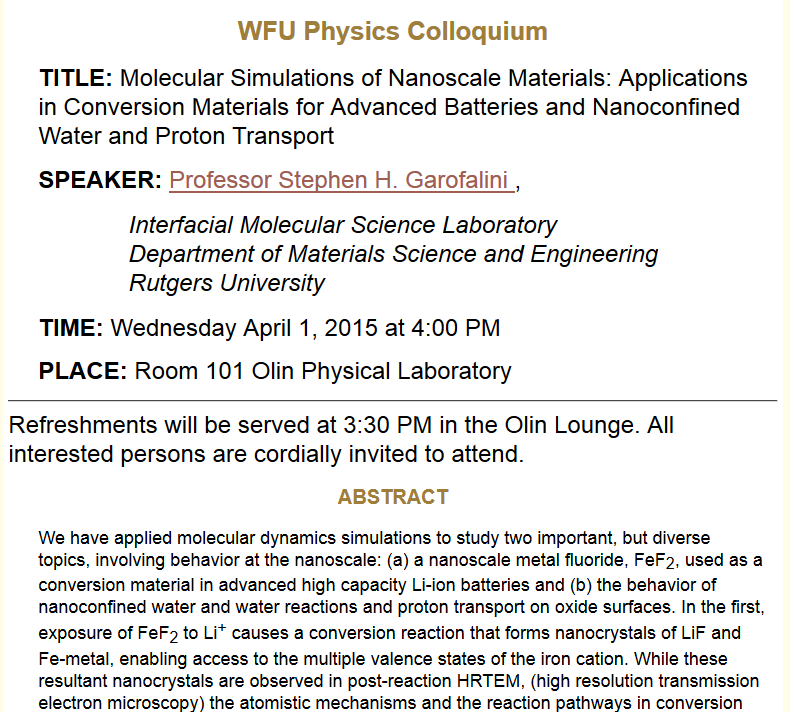 WFU Physics Colloquium
TITLE: Molecular Simulations of Nanoscale Materials: Applications
in Conversion Materials for Advanced Batteries and Nanoconfined
Water and Proton Transport
SPEAKER: Professor Stephen H. Garofalini ,
Interfacial Molecular Science Laboratory
Department of Materials Science and Engineering
Rutgers University
TIME: Wednesday April 1, 2015 at 4:00 PM
PLACE: Room 101 Olin Physical Laboratory
Refreshments will be served at 3:30 PM in the Olin Lounge. All
interested persons are cordially invited to attend.
ABSTRACT
We have applied molecular dynamics simulations to study two important, but diverse
topics, involving behavior at the nanoscale: (a) a nanoscale metal fluoride, FeF₂, used as a
conversion material in advanced high capacity Li-ion batteries and (b) the behavior of
nanoconfined water and water reactions and proton transport on oxide surfaces. In the first,
exposure of FeF₂ to Li⁺ causes a conversion reaction that forms nanocrystals of LiF and
Fe-metal, enabling access to the multiple valence states of the iron cation. While these
resultant nanocrystals are observed in post-reaction HRTEM, (high resolution transmission
electron microscopy) the atomistic mechanisms and the reaction pathways in conversion